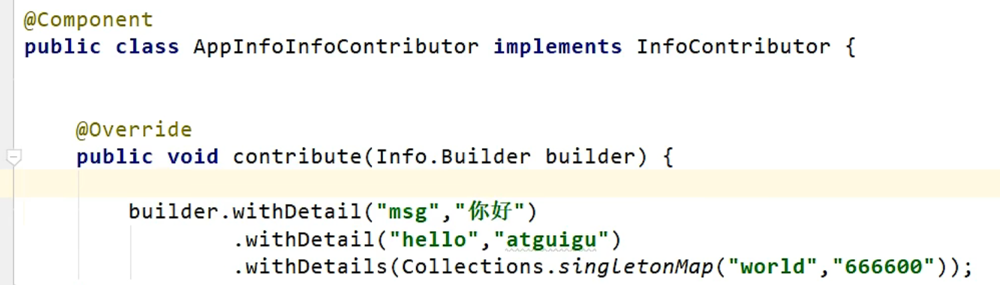 @Component
public class AppInfoInfoContributor implements InfoContributor {
@Override
public void contribute(Info.Builder builder) {
builder.withDetail("msg","你好")
.withDetail("hello","atguigu")
.withDetails(Collections.singletonMap("world","666600"));